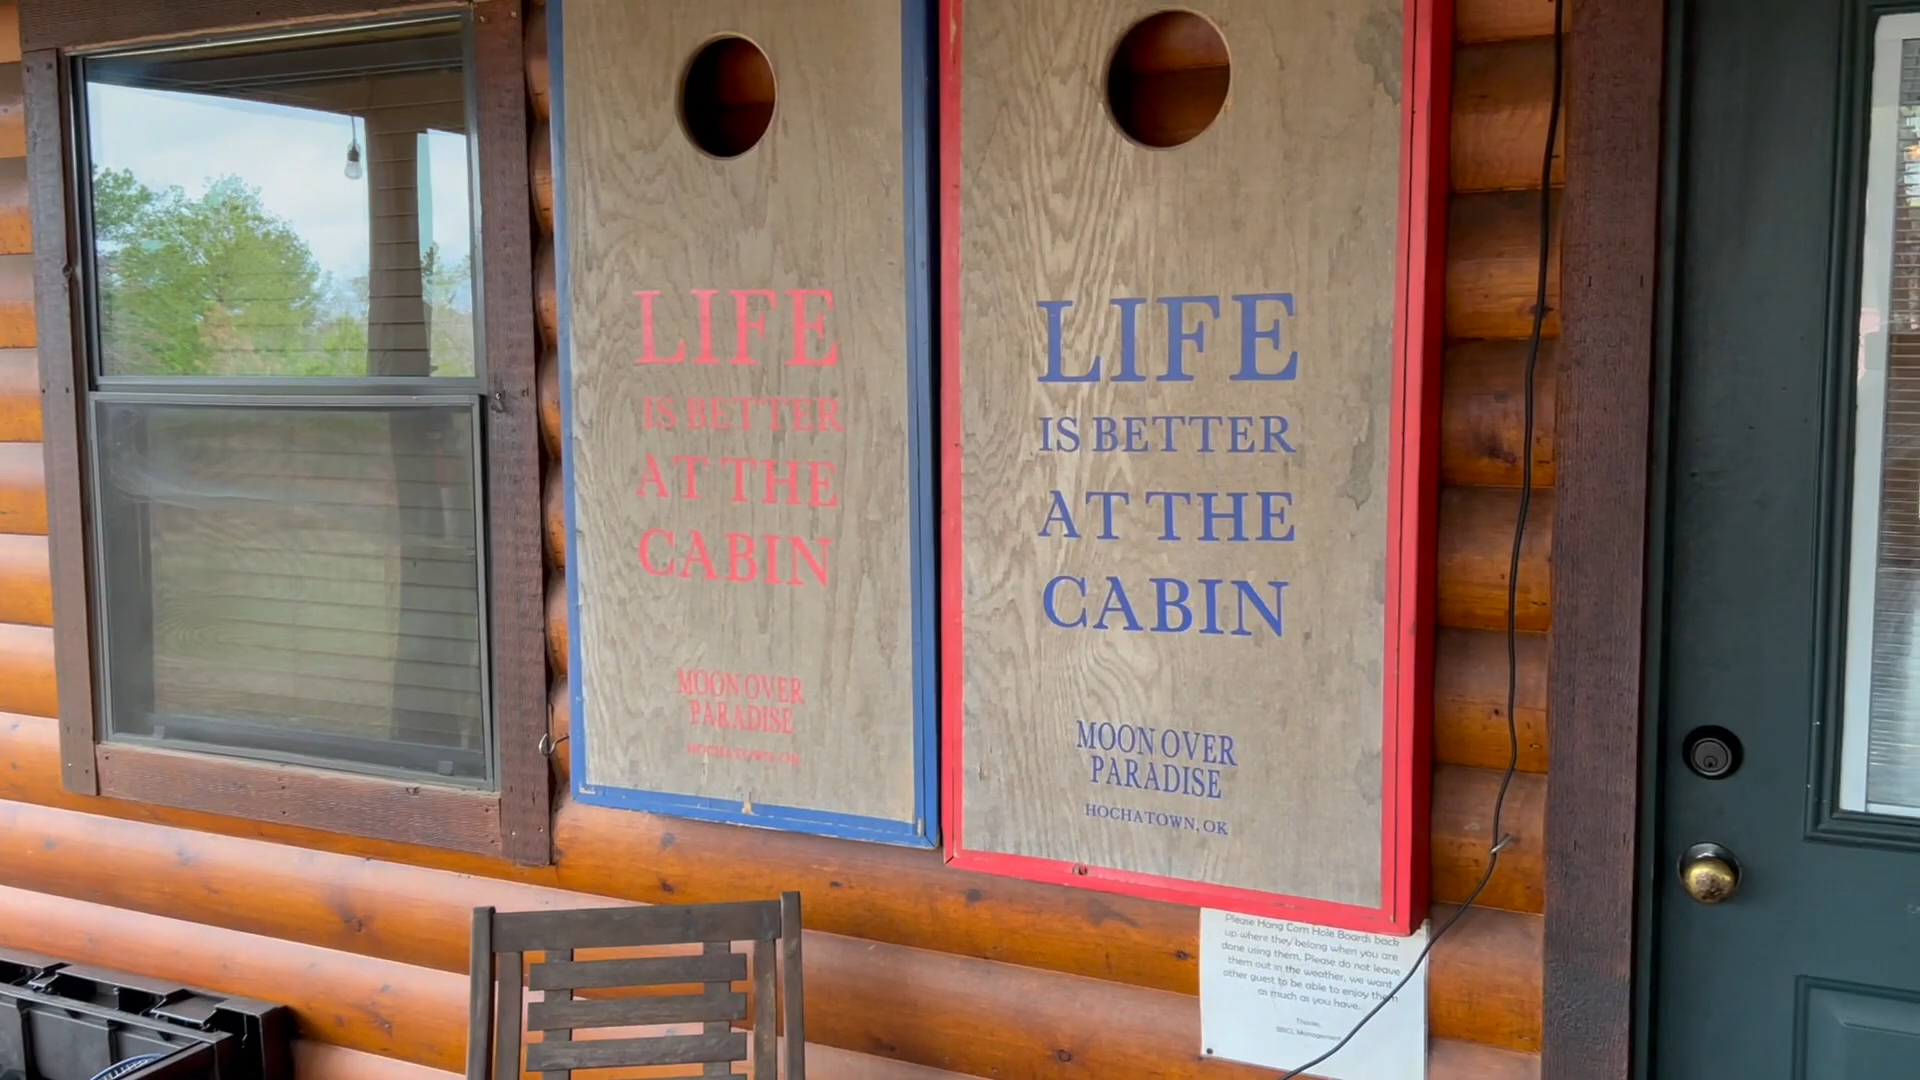 LIFE
IS BETTER
AT THE
CABIN
MOON OVER
PARADISE
HOCHATOWN, OK
LIFE
IS BETTER
AT THE
CABIN
MOON OVER
PARADISE
HOCHATOWN, OK
Please Hang Corn Hole Boards back
up where they belong when you are
done using them. Please do not leave
them out in the weather, we want
other guest to be able to enjoy them
as much as you have.
Thanks,
Management